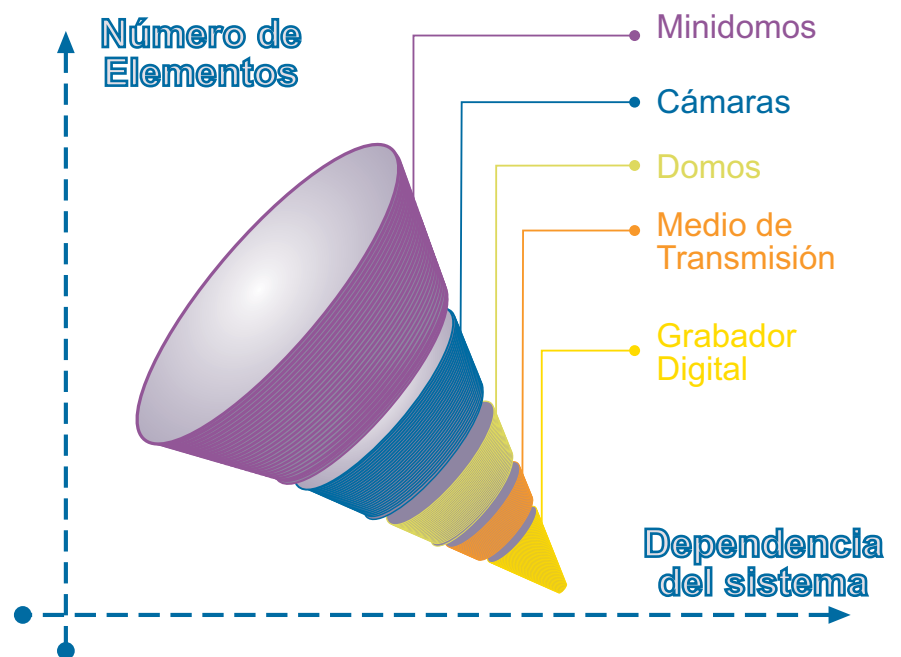 Número de
Elementos
Minidomos
Cámaras
Domos
Medio de
Transmisión
Grabador
Digital
Dependencia
del sistema